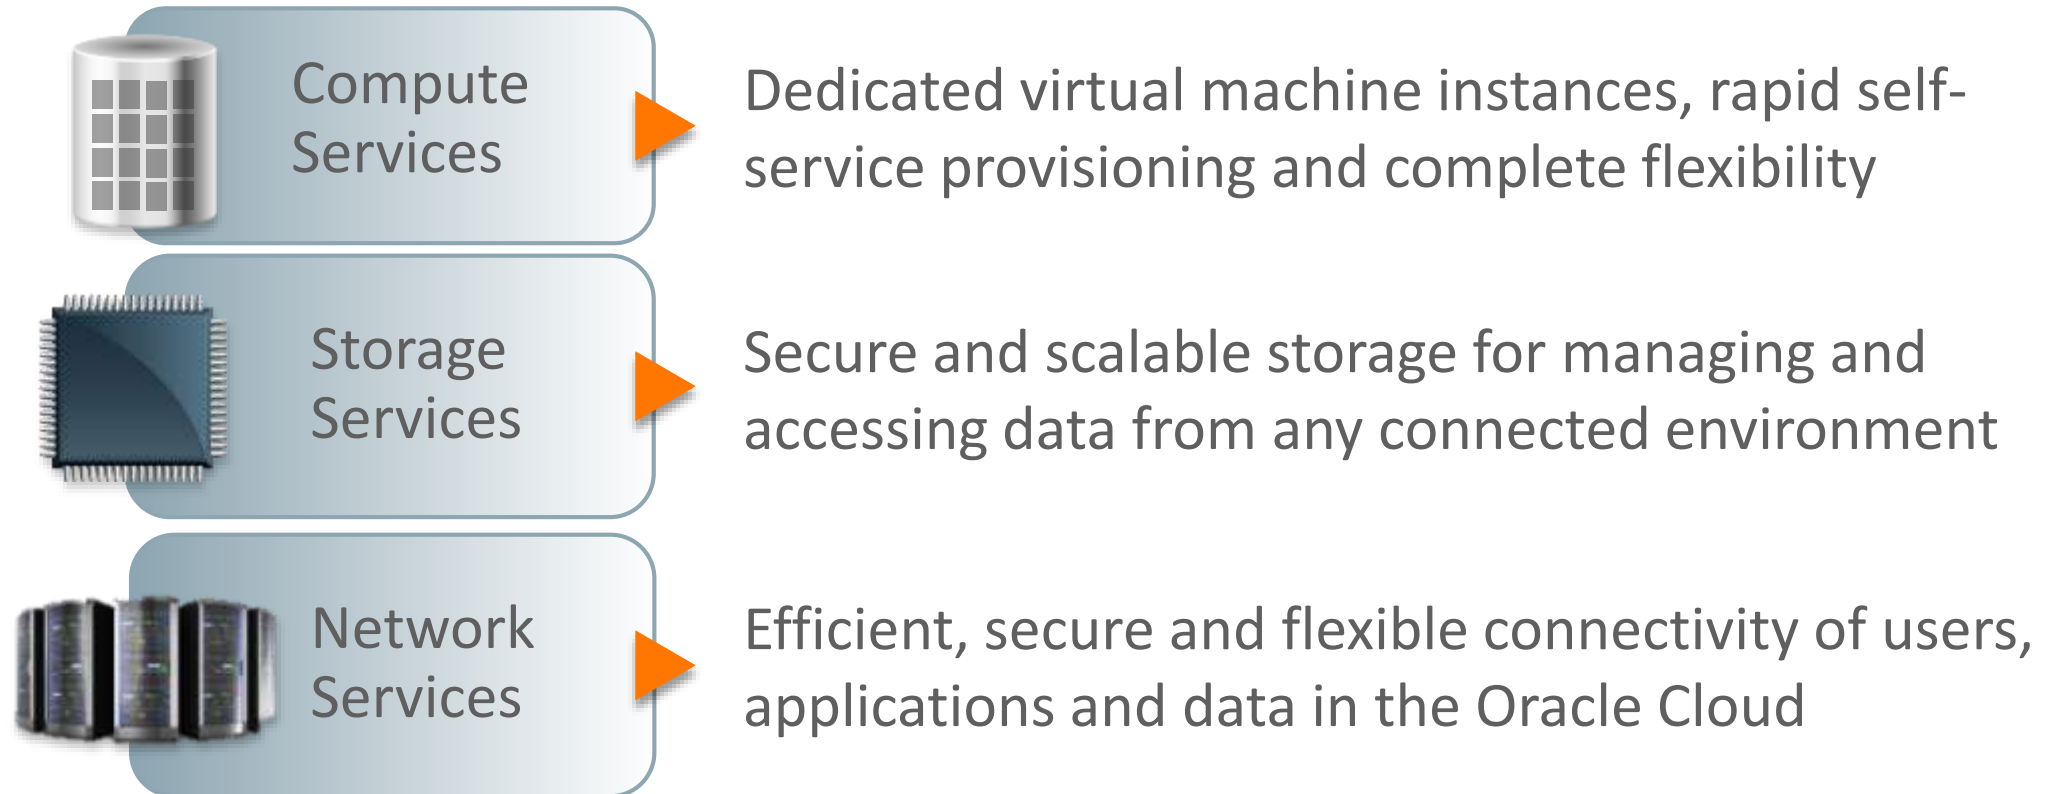 Compute
Services
Dedicated virtual machine instances, rapid self-
service provisioning and complete flexibility
Storage
Services
Secure and scalable storage for managing and
accessing data from any connected environment
Network
Services
Efficient, secure and flexible connectivity of users,
applications and data in the Oracle Cloud